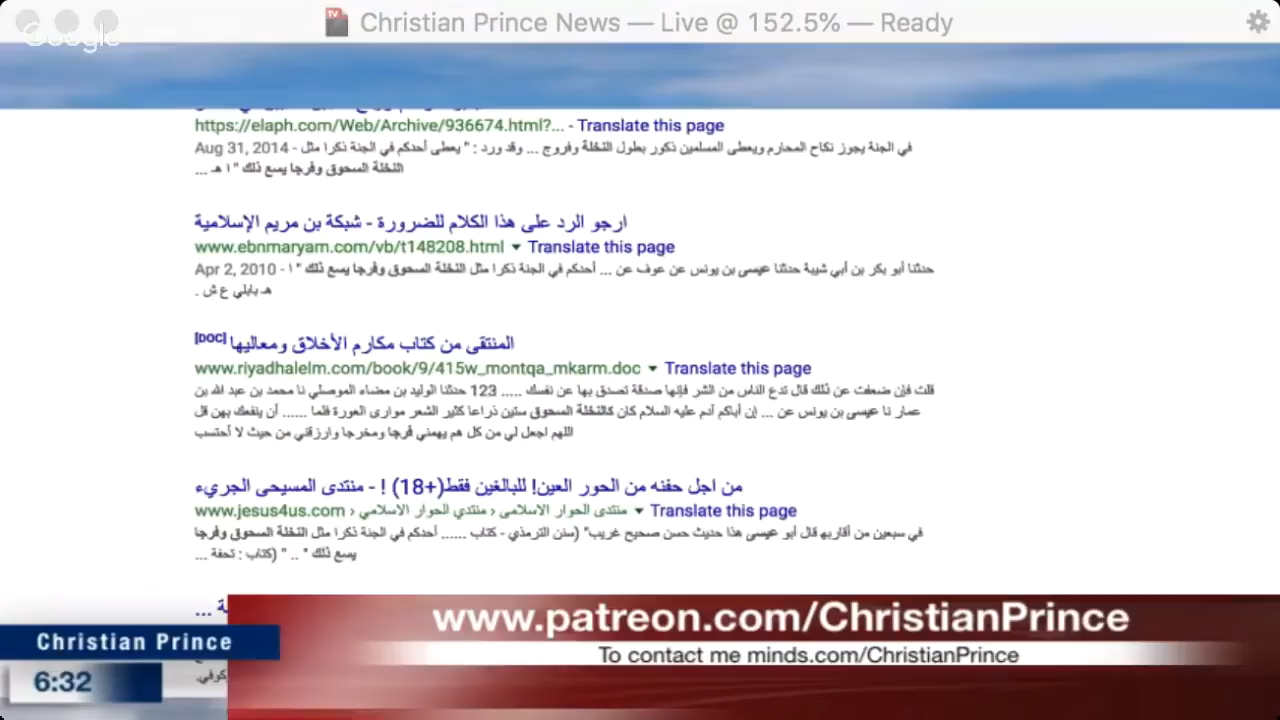 Christian Prince News — Live @ 152.5% — Ready
Google
https://elaph.com/Web/Archive/936674.html?... - Translate this page
Aug 31, 2014 - في الجنة يجوز نكاح المحارم ويعطى المسلمين ذكور بطول النخلة وفروج ... وقد ورد : " يعطى أحدكم في الجنة ذكرا مثل
النخلة السحوق وفرجا يسع ذلك " ا هـ ...
ارجو الرد على هذا الكلام للضرورة - شبكة بن مريم الإسلامية
www.ebnmaryam.com/vb/t148208.html ▼ Translate this page
Apr 2, 2010 - حدثنا أبو بكر بن أبي شيبة حدثنا عيسى بن يونس عن عوف عن ... أحدكم في الجنة ذكرا مثل النخلة السحوق وفرجا يسع ذلك " ا
هـ بابلي ع ش .
[DOC] المنتقى من كتاب مكارم الأخلاق ومعاليها
www.riyadhalelm.com/book/9/415w_montqa_mkarm.doc ▼ Translate this page
قلت فإن ضعفت عن ذلك قال تدع الناس من الشر فإنها صدقة تصدق بها عن نفسك ..... 123 حدثنا الوليد بن مضاء الموصلي نا محمد بن عبد الله بن
عمار نا عيسى بن يونس عن ... إن أباكم آدم عليه السلام كان كالنخلة السحوق ستين ذراعا كثير الشعر موارى العورة فلما ...... أن ينفعك بهن قل
اللهم اجعل لي من كل هم يهمني فرجا ومخرجا وارزقني من حيث لا أحتسب
من اجل حفنه من الحور العين! للبالغين فقط(+18) ! - منتدى المسيحى الجريء
www.jesus4us.com › منتدى الحوار الاسلامى › منتدي الحوار الاسلامي ▼ Translate this page
في سبعين من أقاربه قال أبو عيسى هذا حديث حسن صحيح غريب" (سنن الترمذي - كتاب ...... أحدكم في الجنة ذكرا مثل النخلة السحوق وفرجا
يسع ذلك " .. " (كتاب : تحفة ...
www.patreon.com/ChristianPrince
Christian Prince
To contact me minds.com/ChristianPrince
6:32